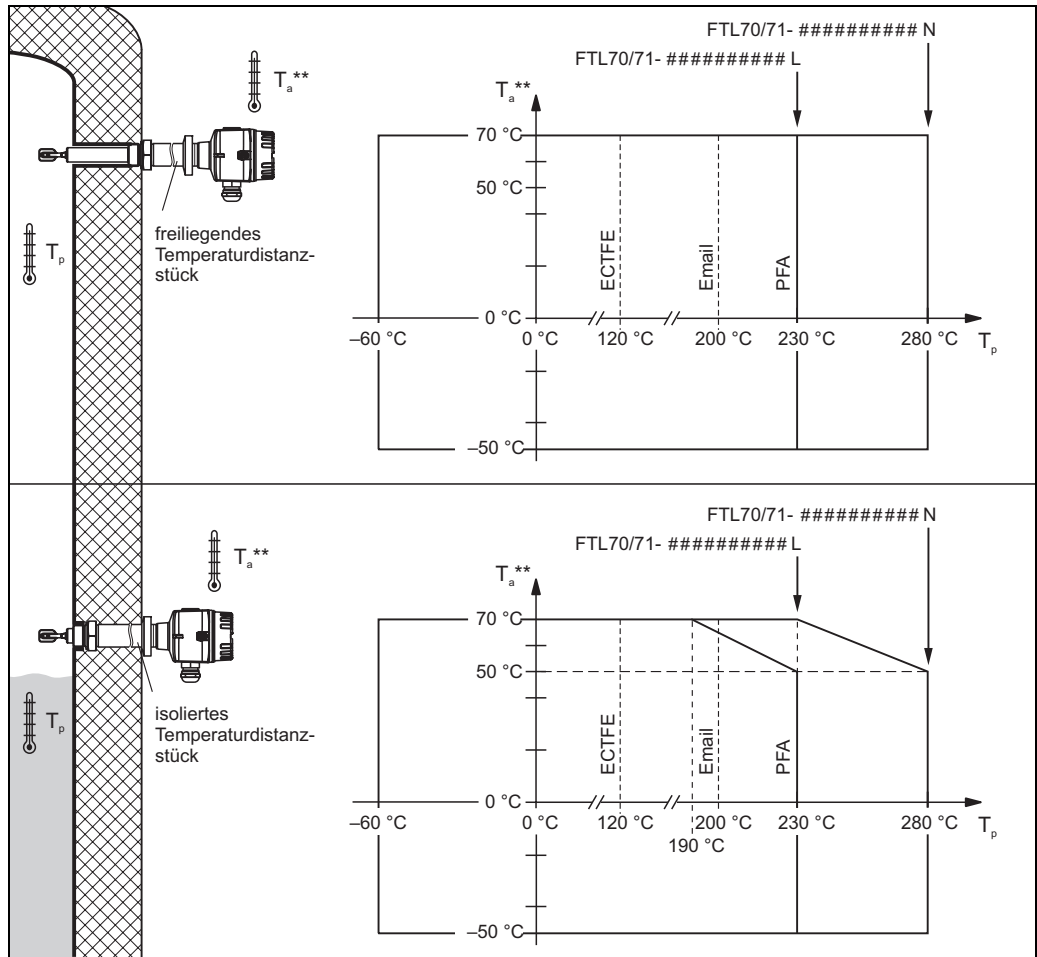 FTL70/71- ########## N
FTL70/71- ########## L
Tₐ**
Tₐ**
70 °C
50 °C
freiliegendes
Temperaturdistanz-
stück
Tₚ
ECTFE
Email
PFA
0 °C
–60 °C
0 °C
120 °C
200 °C
230 °C
280 °C
Tₚ
–50 °C
FTL70/71- ########## N
FTL70/71- ########## L
Tₐ**
Tₐ**
70 °C
50 °C
isoliertes
Temperaturdistanz-
stück
Tₚ
ECTFE
Email
PFA
0 °C
–60 °C
0 °C
120 °C
200 °C
230 °C
280 °C
Tₚ
190 °C
–50 °C